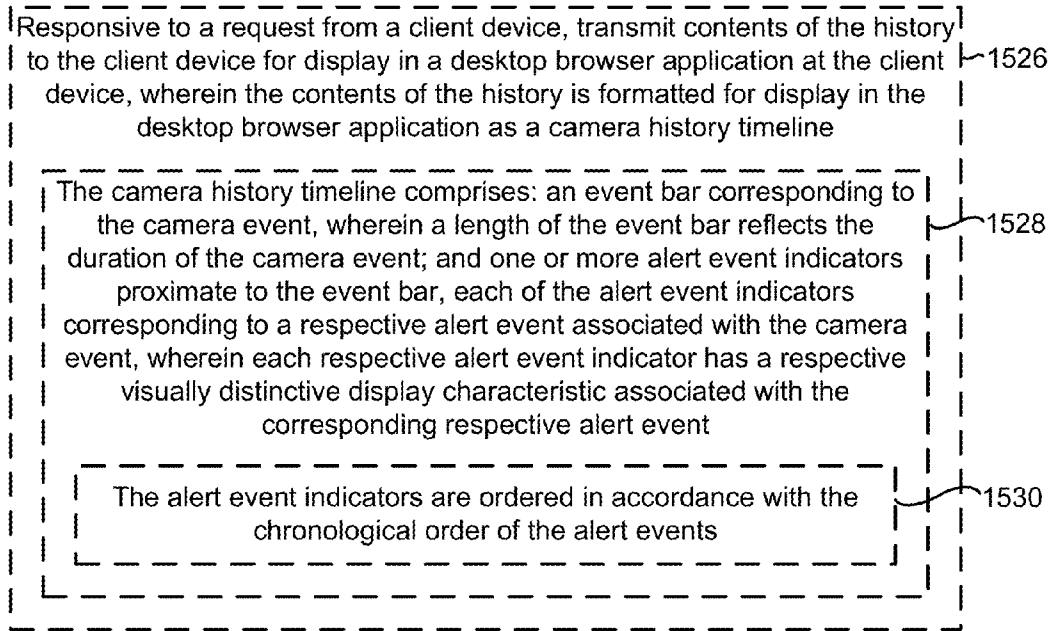 Responsive to a request from a client device, transmit contents of the history
to the client device for display in a desktop browser application at the client
device, wherein the contents of the history is formatted for display in the
desktop browser application as a camera history timeline
1526
The camera history timeline comprises: an event bar corresponding to
the camera event, wherein a length of the event bar reflects the
duration of the camera event; and one or more alert event indicators
proximate to the event bar, each of the alert event indicators
corresponding to a respective alert event associated with the camera
event, wherein each respective alert event indicator has a respective
visually distinctive display characteristic associated with the
corresponding respective alert event
1528
The alert event indicators are ordered in accordance with the
chronological order of the alert events
1530